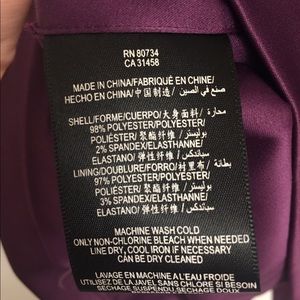 RN 80734
CA 31458
MADE IN CHINA/FABRIQUÉ EN CHINE/
HECHO EN CHINA/中国制造/ صنع في الصين
SHELL/FORME/CUERPO/大身面料/ محارة/
98% POLYESTER/POLYESTER/
POLIÉSTER/聚酯纤维/ بوليستر/
2% SPANDEX/ELASTHANNE/
ELASTANO/弹性纤维/ سباندكس/
LINING/DOUBLURE/FORRO/村里布/ بطانة/
97% POLYESTER/POLYESTER/
POLIÉSTER/聚酯纤维/ بوليستر/
3% SPANDEX/ELASTHANNE/
ELASTANO/弹性纤维/ سباندكس
MACHINE WASH COLD
ONLY NON-CHLORINE BLEACH WHEN NEEDED
LINE DRY, COOL IRON IF NECESSARY
CAN BE DRY CLEANED
LAVAGE EN MACHINE A L'EAU FROIDE
UTILISEZ DE LA JAVEL SANS CHLORE SI BESOIN
SECHAGE SUSPENDU SECHAGE DOUX